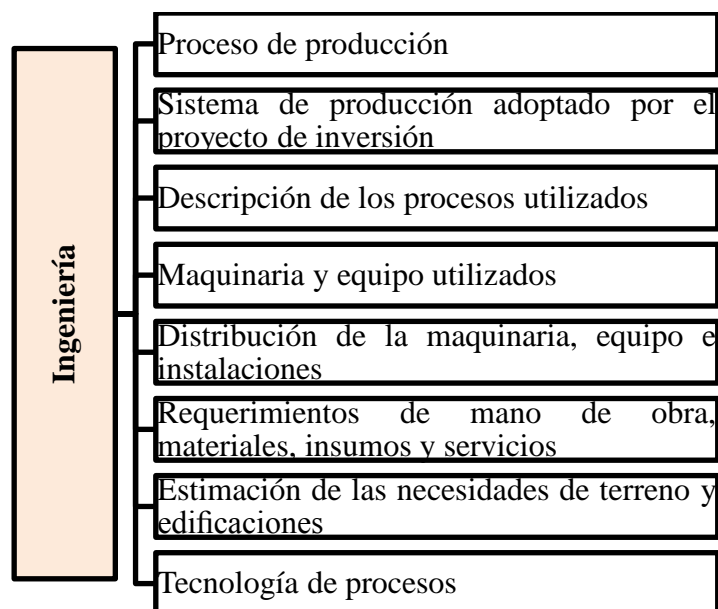 Ingeniería
Proceso de producción
Sistema de producción adoptado por el
proyecto de inversión
Descripción de los procesos utilizados
Maquinaria y equipo utilizados
Distribución de la maquinaria, equipo e
instalaciones
Requerimientos de mano de obra,
materiales, insumos y servicios
Estimación de las necesidades de terreno y
edificaciones
Tecnología de procesos